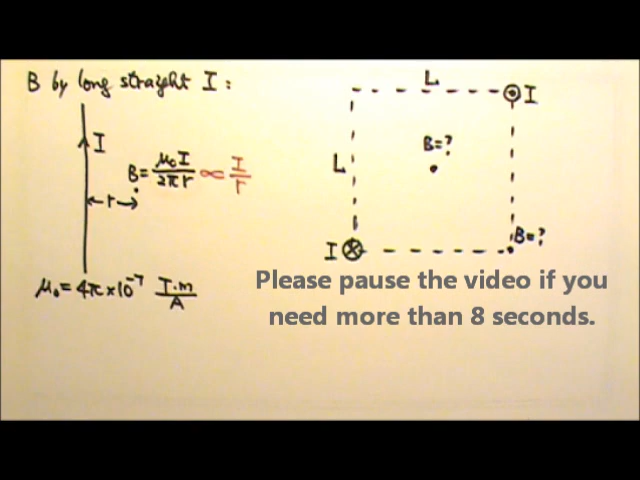 B by long straight I :
I
B = μ₀I / 2πr ∝ I / r
r
μ₀ = 4π×10⁻⁷ T·m / A
L
I
B=?
L
B=?
I
Please pause the video if you
need more than 8 seconds.